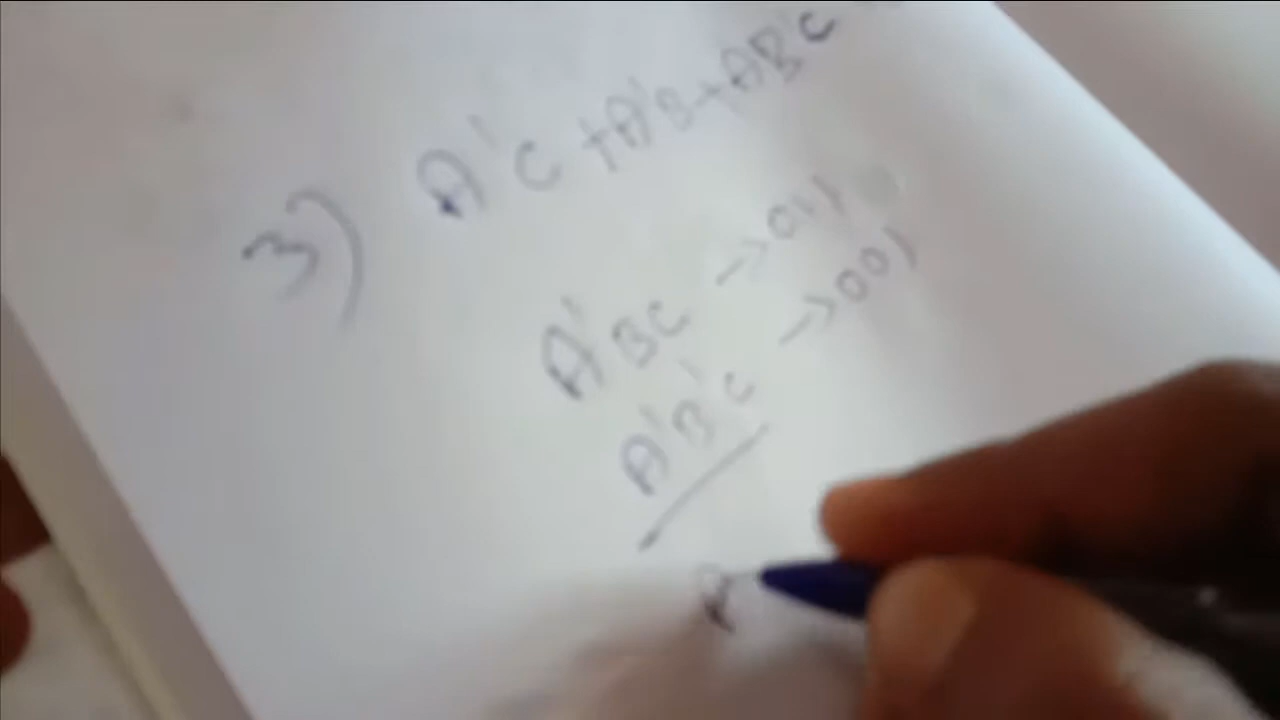 3) A'C + A'B + AB'C
A'BC → 011
A'B'C → 001
A